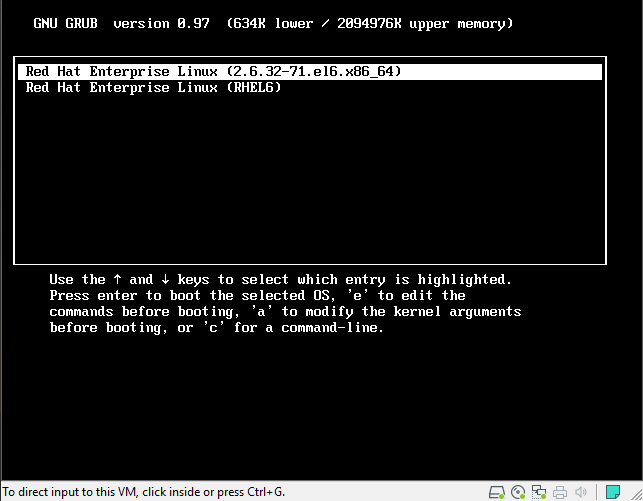 GNU GRUB  version 0.97  (634K lower / 2094976K upper memory)
Red Hat Enterprise Linux (2.6.32-71.el6.x86_64)
Red Hat Enterprise Linux (RHEL6)
Use the ↑ and ↓ keys to select which entry is highlighted.
Press enter to boot the selected OS, 'e' to edit the
commands before booting, 'a' to modify the kernel arguments
before booting, or 'c' for a command-line.
To direct input to this VM, click inside or press Ctrl+G.